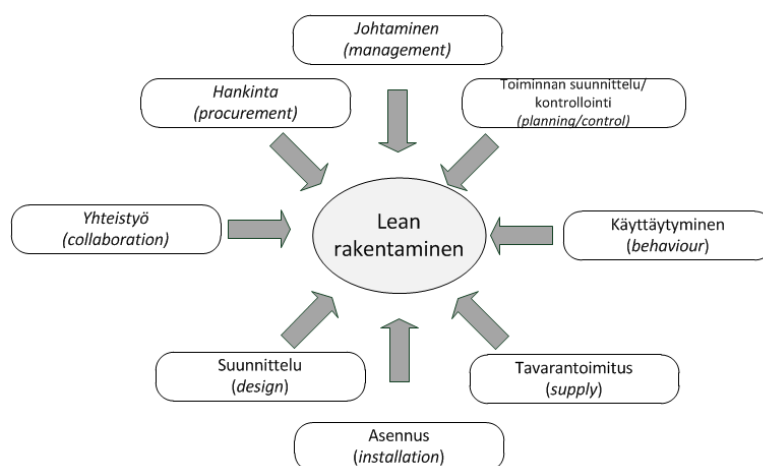 Johtaminen
(management)
Hankinta
(procurement)
Toiminnan suunnittelu/
kontrollointi
(planning/control)
Yhteistyö
(collaboration)
Lean
rakentaminen
Käyttäytyminen
(behaviour)
Suunnittelu
(design)
Tavarantoimitus
(supply)
Asennus
(installation)